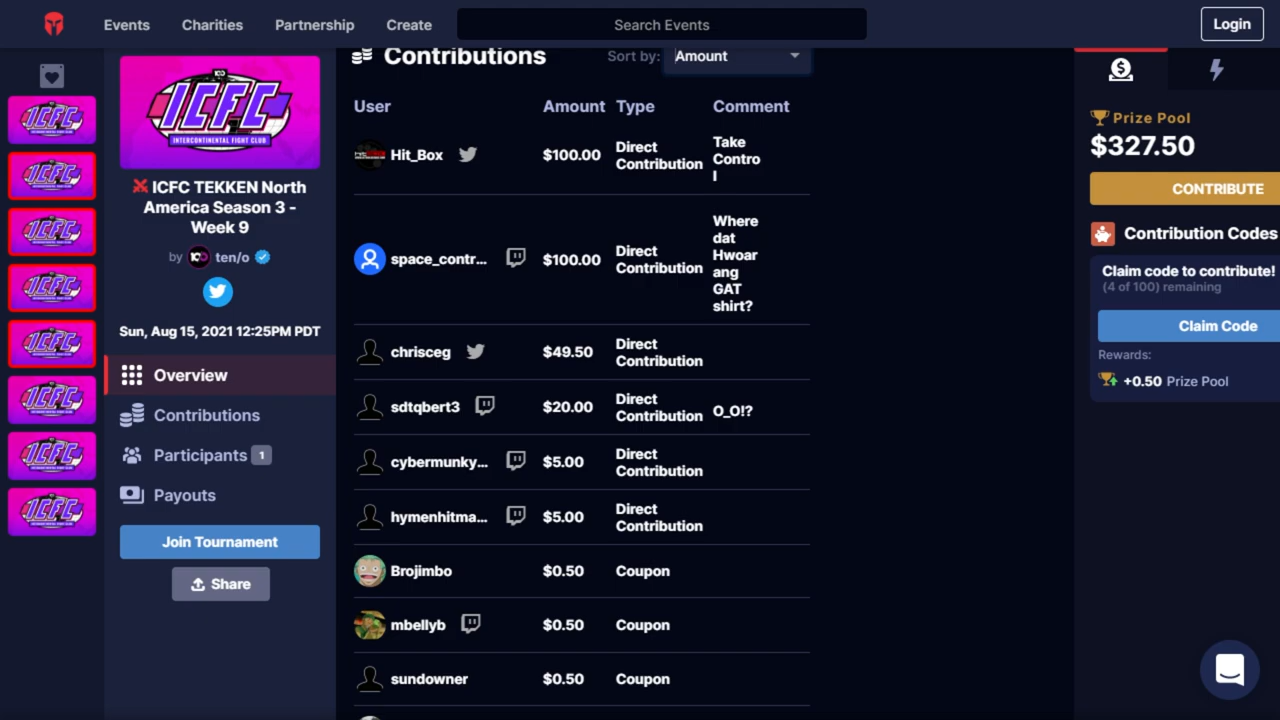 Events
Charities
Partnership
Create
Search Events
Login
ICFC
INTERCONTINENTAL FIGHT CLUB
ICFC TEKKEN North
America Season 3 -
Week 9
by ten/o
Sun, Aug 15, 2021 12:25PM PDT
Overview
Contributions
Participants 1
Payouts
Join Tournament
Share
Contributions
Sort by: Amount
User Amount Type Comment
Hit_Box $100.00 Direct
Contribution
Take
Contro
l
space_contr... $100.00 Direct
Contribution
Where
dat
Hwoar
ang
GAT
shirt?
chrisceg $49.50 Direct
Contribution
sdtqbert3 $20.00 Direct
Contribution
O_O!?
cybermunky... $5.00 Direct
Contribution
hymenhitma... $5.00 Direct
Contribution
Brojimbo $0.50 Coupon
mbellyb $0.50 Coupon
sundowner $0.50 Coupon
Prize Pool
$327.50
CONTRIBUTE
Contribution Codes
Claim code to contribute!
(4 of 100) remaining
Claim Code
Rewards:
+0.50 Prize Pool